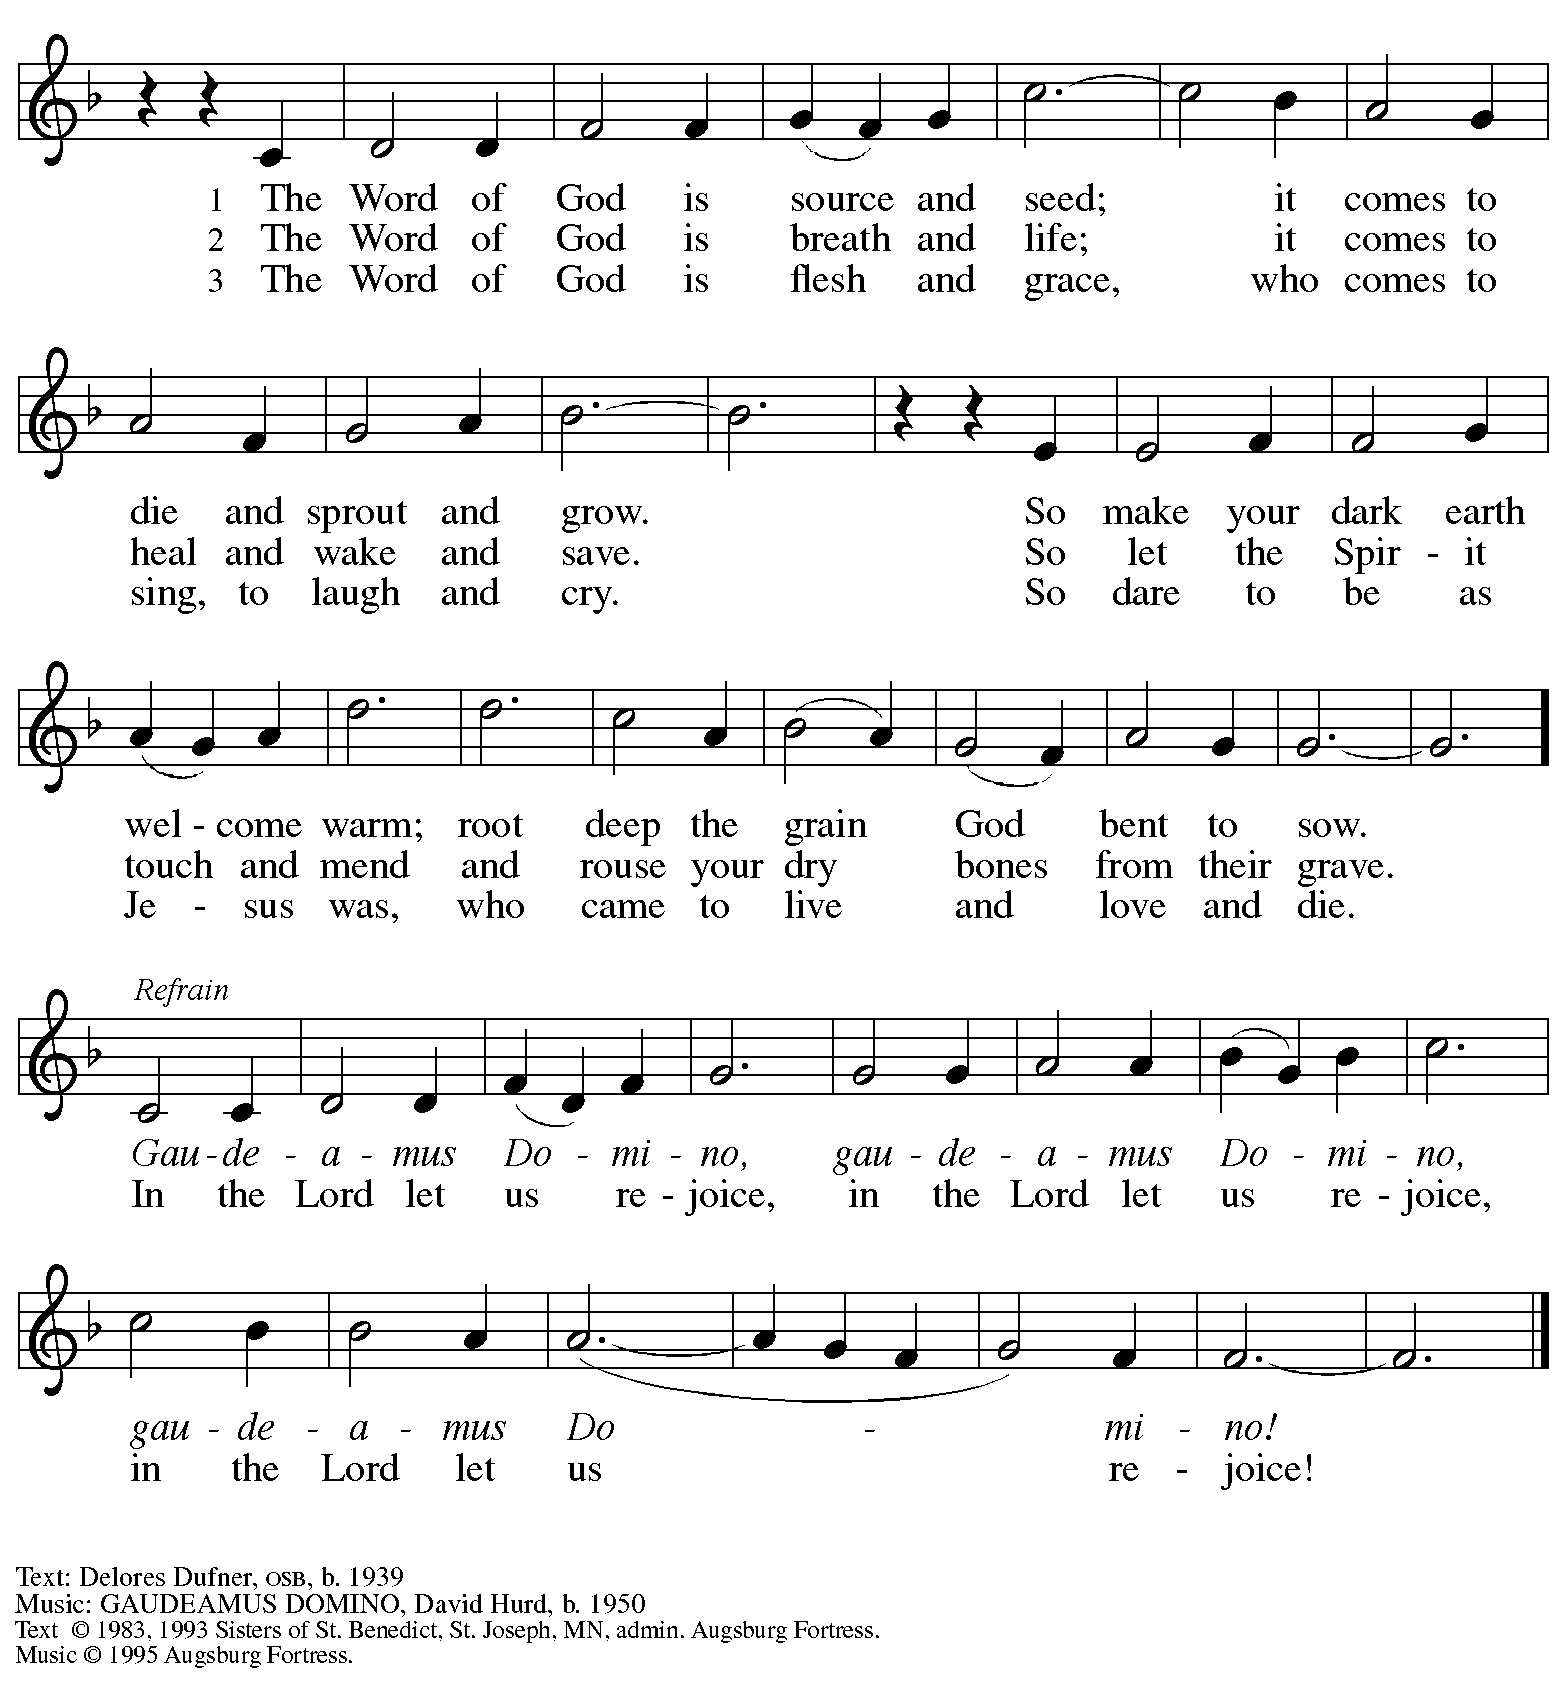 1 The Word of God is source and seed; it comes to
2 The Word of God is breath and life; it comes to
3 The Word of God is flesh and grace, who comes to
die and sprout and grow. So make your dark earth
heal and wake and save. So let the Spir - it
sing, to laugh and cry. So dare to be as
wel - come warm; root deep the grain God bent to sow.
touch and mend and rouse your dry bones from their grave.
Je - sus was, who came to live and love and die.
Refrain
Gau - de - a - mus Do - mi - no, gau - de - a - mus Do - mi - no,
In the Lord let us re - joice, in the Lord let us re - joice,
gau - de - a - mus Do - mi - no!
in the Lord let us re - joice!
Text: Delores Dufner, OSB, b. 1939
Music: GAUDEAMUS DOMINO, David Hurd, b. 1950
Text © 1983, 1993 Sisters of St. Benedict, St. Joseph, MN, admin. Augsburg Fortress.
Music © 1995 Augsburg Fortress.